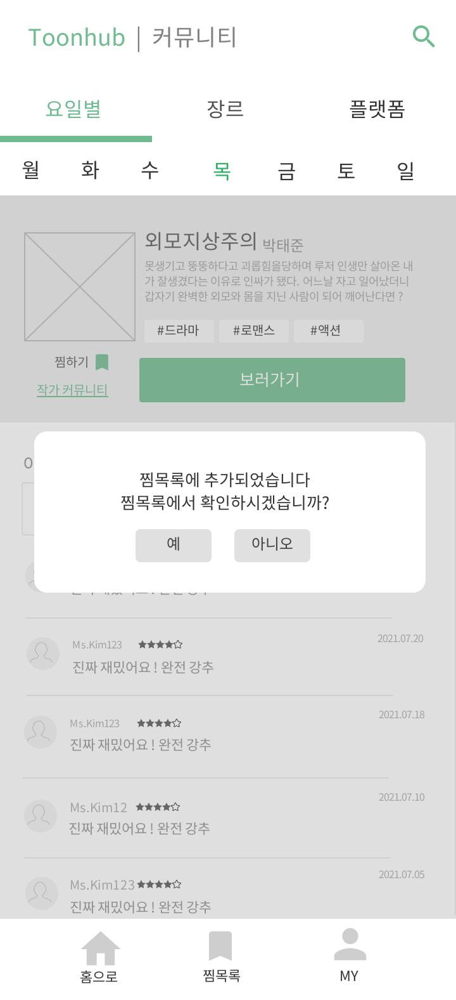 Toonhub | 커뮤니티
요일별 장르 플랫폼
월 화 수 목 금 토 일
외모지상주의 박태준
못생기고 뚱뚱하다고 괴롭힘을당하며 루저 인생만 살아온 내
가 잘생겼다는 이유로 인싸가 됐다. 어느날 자고 일어났더니
갑자기 완벽한 외모와 몸을 지닌 사람이 되어 깨어난다면 ?
#드라마 #로맨스 #액션
찜하기
작가 커뮤니티
보러가기
찜목록에 추가되었습니다
찜목록에서 확인하시겠습니까?
예 아니오
Ms.Kim123 ★★★★☆ 2021.07.20
진짜 재밌어요 ! 완전 강추
Ms.Kim123 ★★★★☆ 2021.07.18
진짜 재밌어요 ! 완전 강추
Ms.Kim12 ★★★★☆ 2021.07.10
진짜 재밌어요 ! 완전 강추
Ms.Kim123 ★★★★☆ 2021.07.05
진짜 재밌어요 ! 완전 강추
홈으로 찜목록 MY